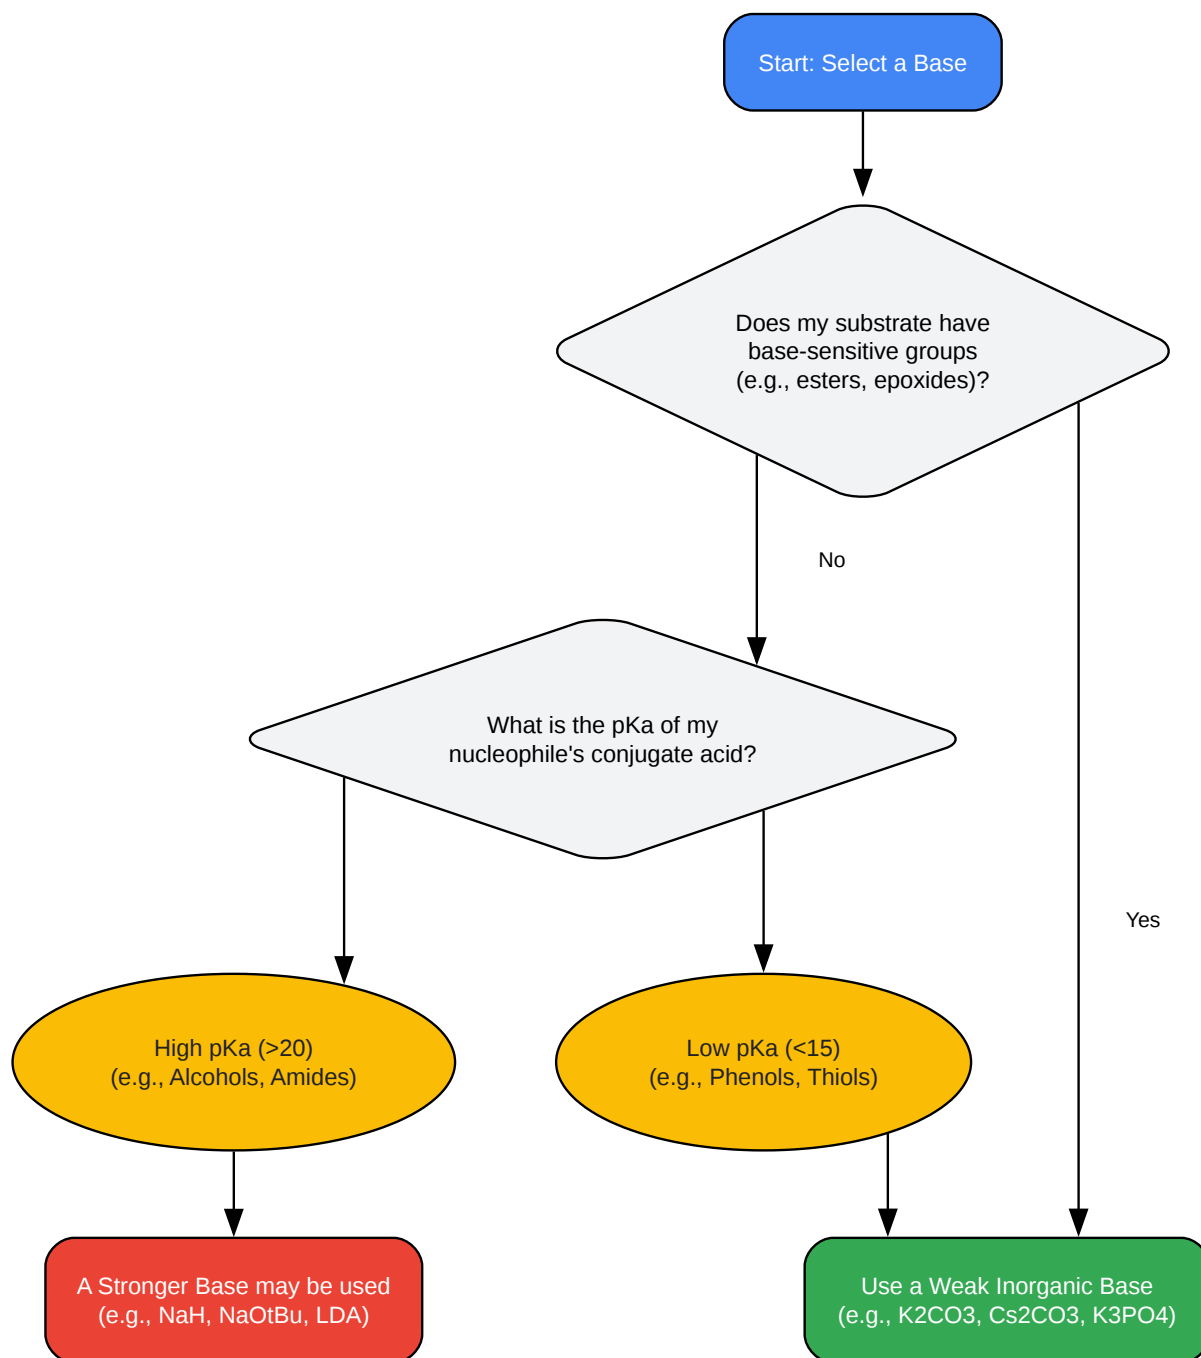 Start: Select a Base
Does my substrate have
base-sensitive groups
(e.g., esters, epoxides)?
No
What is the pKa of my
nucleophile's conjugate acid?
Yes
High pKa (>20)
(e.g., Alcohols, Amides)
Low pKa (<15)
(e.g., Phenols, Thiols)
A Stronger Base may be used
(e.g., NaH, NaOtBu, LDA)
Use a Weak Inorganic Base
(e.g., K2CO3, Cs2CO3, K3PO4)